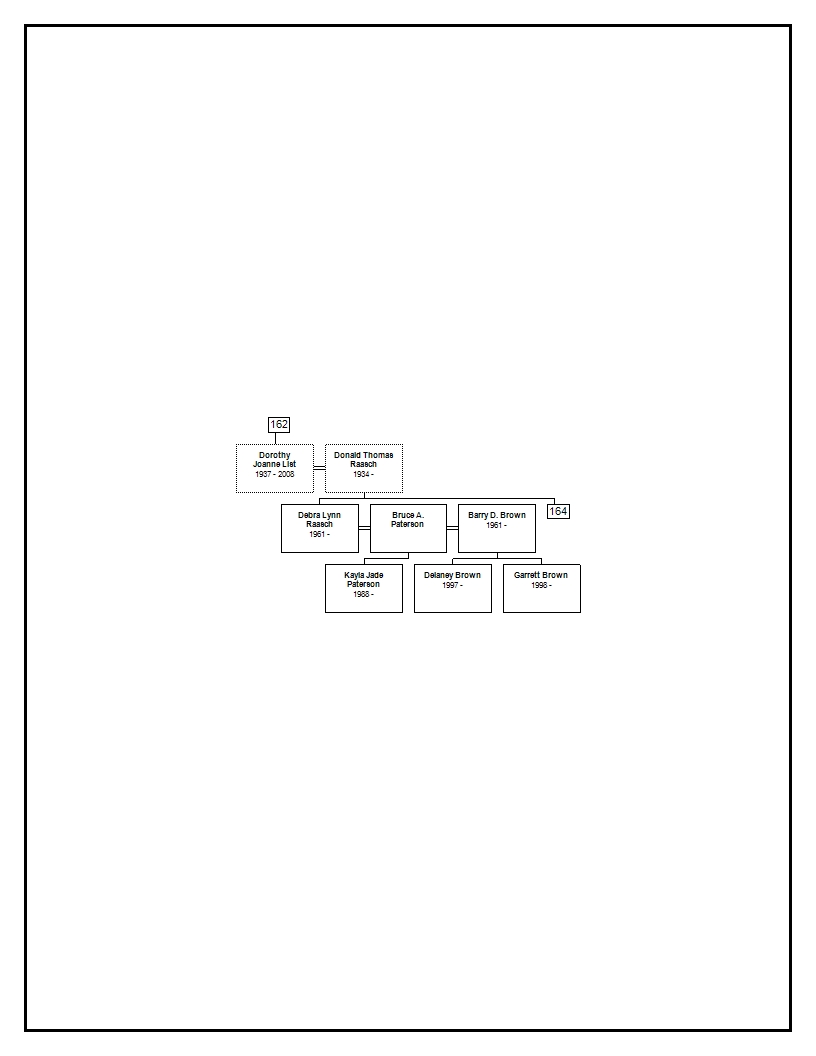 162
Dorothy
Joanne List
1937 - 2008
Donald Thomas
Raasch
1934 -
Debra Lynn
Raasch
1961 -
Bruce A.
Paterson
Barry D. Brown
1961 -
164
Kayla Jade
Paterson
1988 -
Delaney Brown
1997 -
Garrett Brown
1998 -